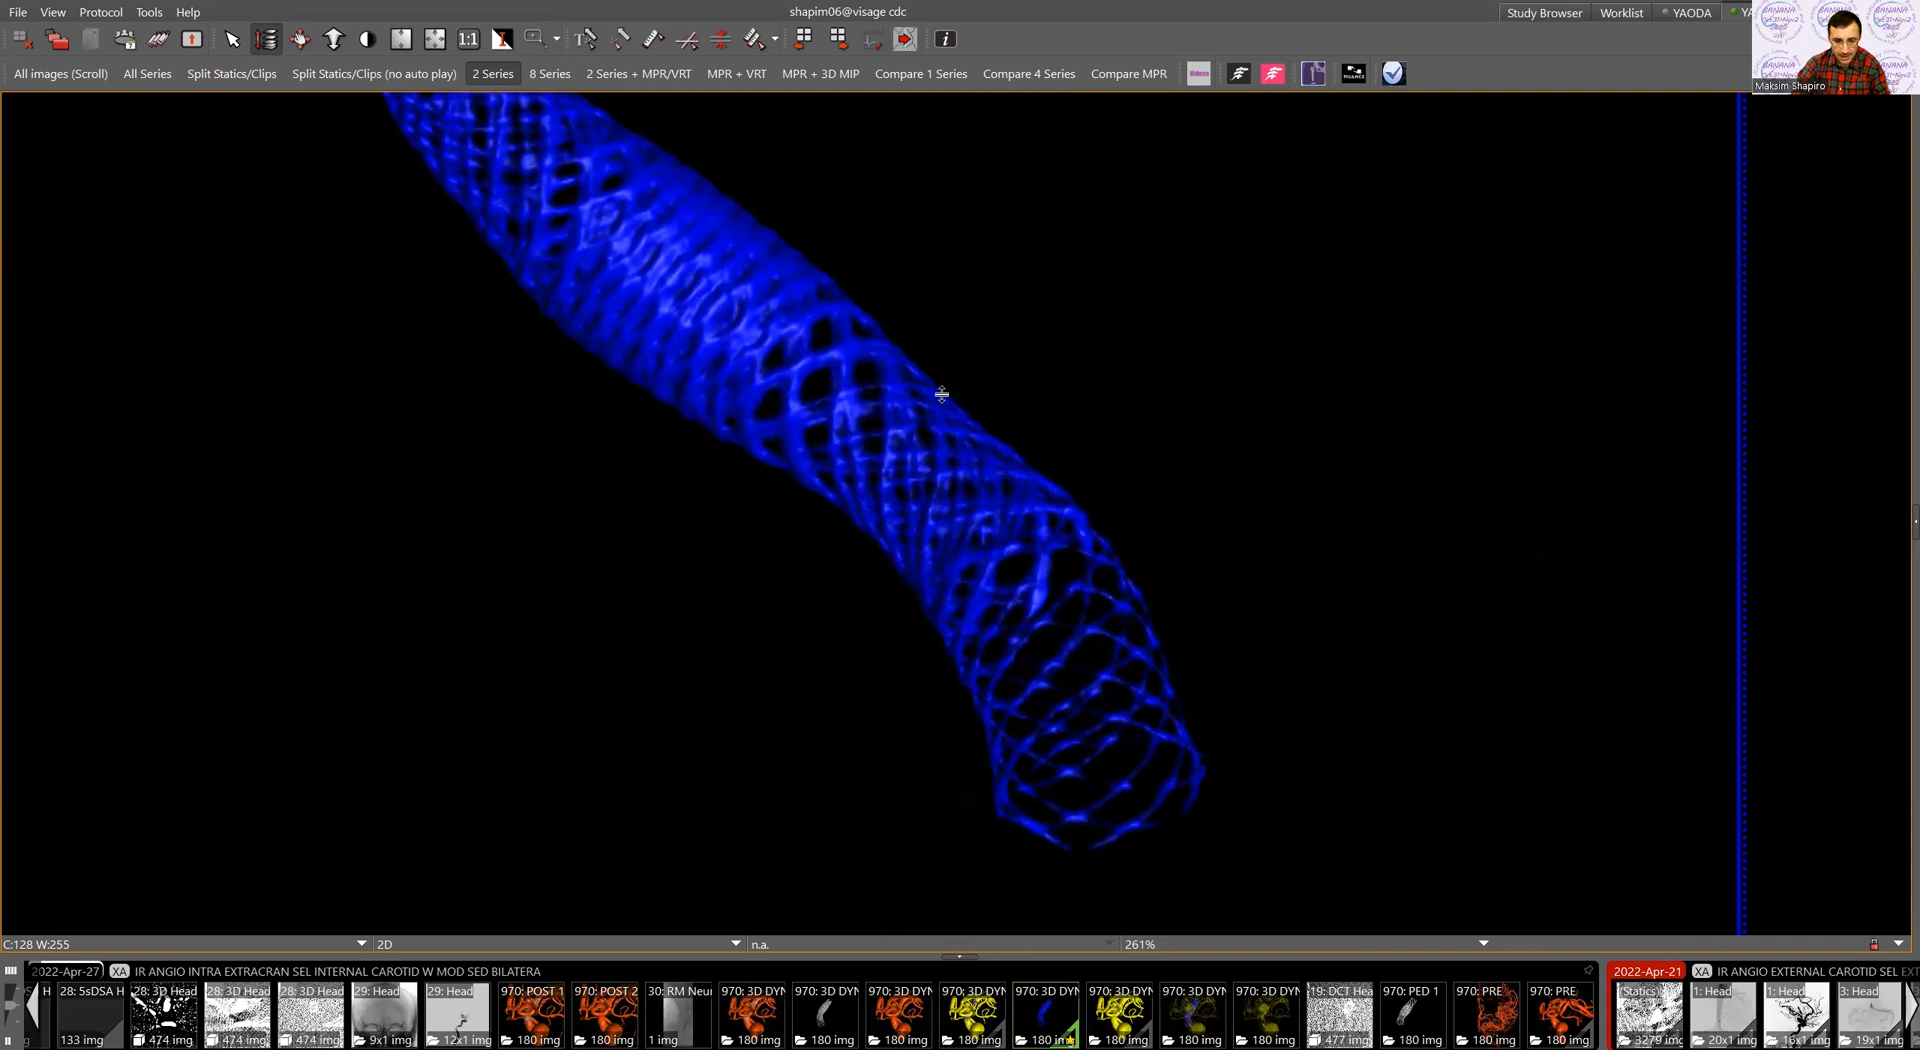 File View Protocol Tools Help
shapim06@visage cdc
Study Browser Worklist YAODA
1:1
All images (Scroll) All Series Split Statics/Clips Split Statics/Clips (no auto play) 2 Series 8 Series 2 Series + MPR/VRT MPR + VRT MPR + 3D MIP Compare 1 Series Compare 4 Series Compare MPR
NUANCE
BANANA
BANANA
BANANA
Maksim Shapiro
C:128 W:255 2D n.a. 261%
2022-Apr-27 XA IR ANGIO INTRA EXTRACRAN SEL INTERNAL CAROTID W MOD SED BILATERA
2022-Apr-21 XA IR ANGIO EXTERNAL CAROTID SEL EXT
H 28: 5sDSA H 28: 3D Head 28: 3D Head 28: 3D Head 29: Head 29: Head 970: POST 1 970: POST 2 30: RM Neur 970: 3D DYN 970: 3D DYN 970: 3D DYN 970: 3D DYN 970: 3D DYN 970: 3D DYN 970: 3D DYN 970: 3D DYN 19: DCT Hea 970: PED 1 970: PRE 970: PRE (Statics) 1: Head 1: Head 3: Head
133 img 474 img 474 img 474 img 9x1 img 12x1 img 180 img 180 img 1 img 180 img 180 img 180 img 180 img 180 img 180 img 180 img 180 img 477 img 180 img 180 img 180 img 3279 img 20x1 img 16x1 img 19x1 img